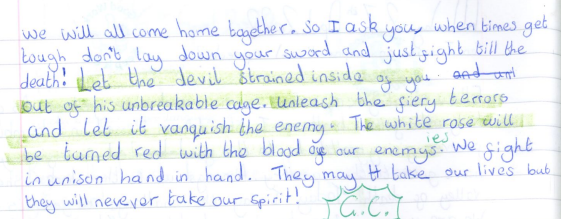 we will all come home together. So I ask you, when times get
tough don't lay down your sword and just fight till the
death! Let the devil strained inside of you and unl
out of his unbreakable cage. Unleash the fiery terrors
and let it vanquish the enemy. The white rose will
be turned red with the blood of our enemys'ies. We fight
in unison hand in hand. They may tt take our lives but
they will never take our spirit!
G.C.